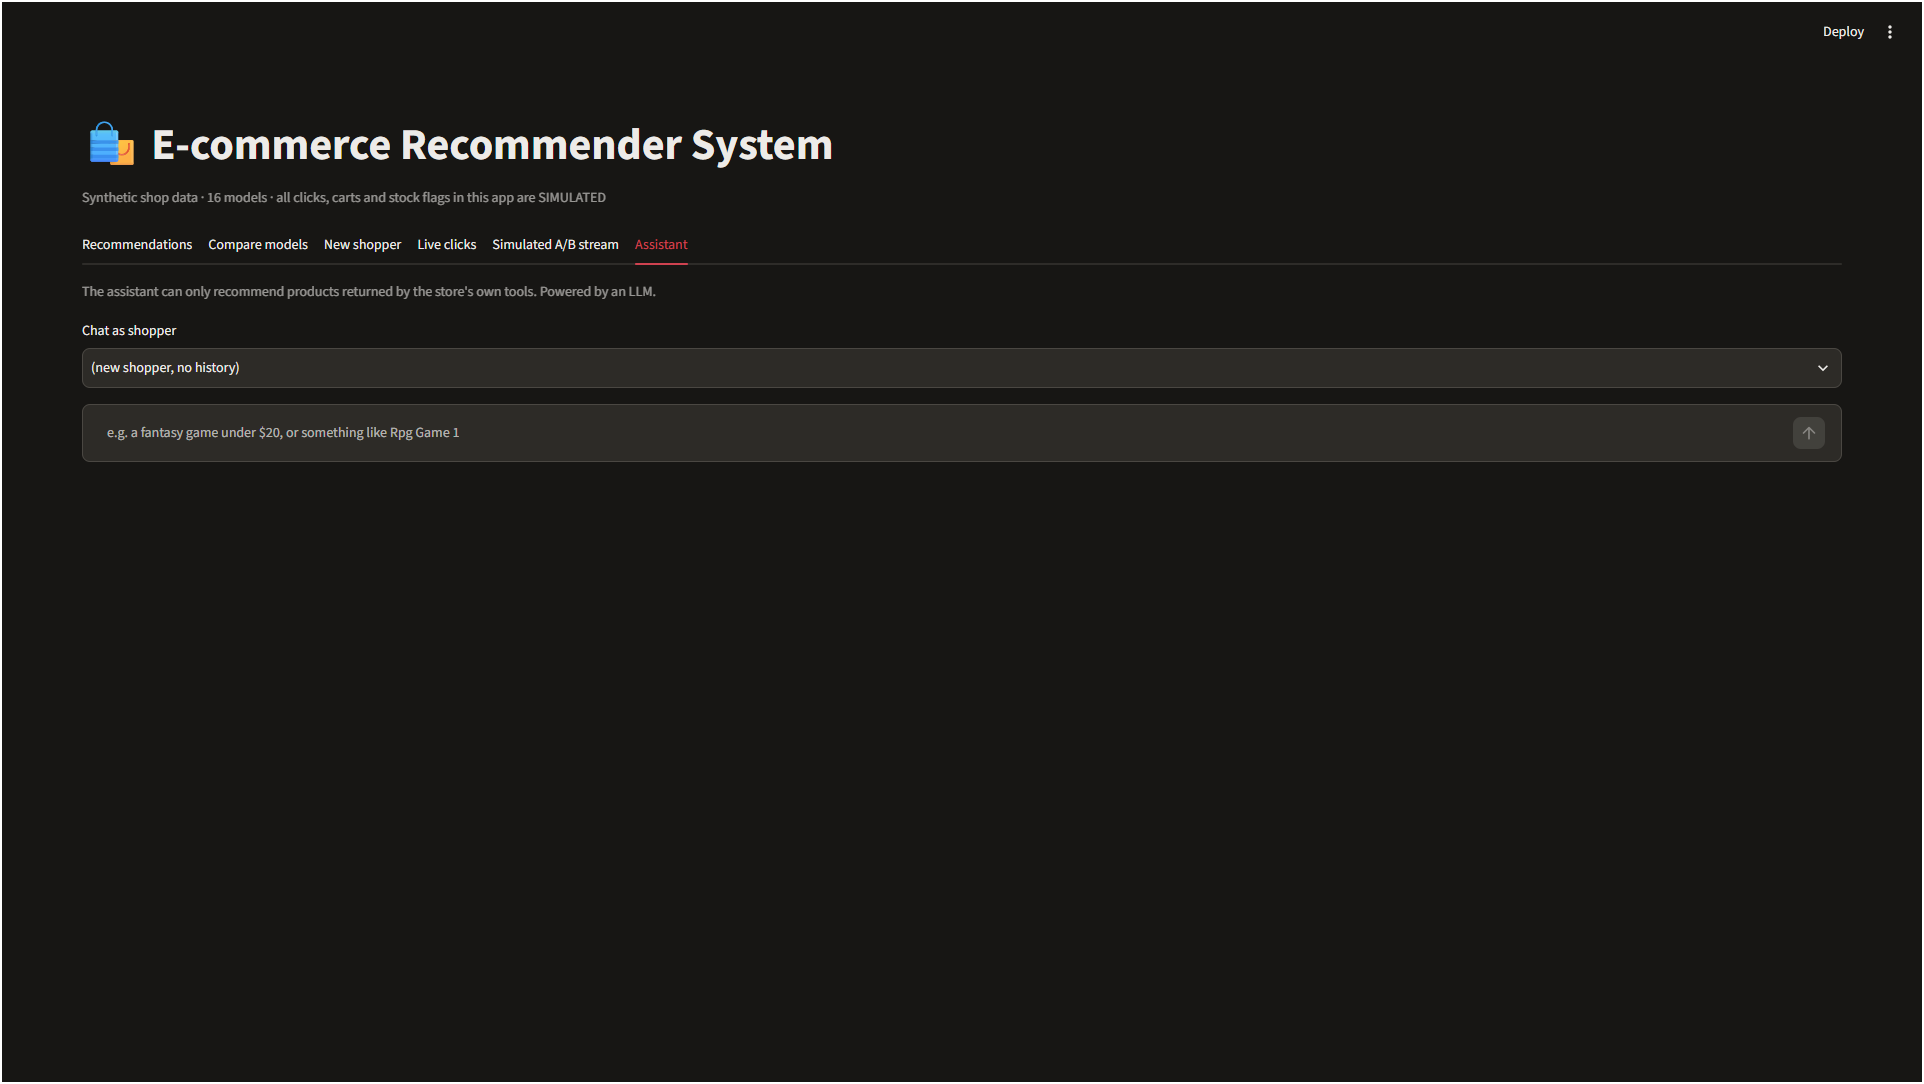 Deploy
E-commerce Recommender System
Synthetic shop data · 16 models · all clicks, carts and stock flags in this app are SIMULATED
Recommendations Compare models New shopper Live clicks Simulated A/B stream Assistant
The assistant can only recommend products returned by the store's own tools. Powered by an LLM.
Chat as shopper
(new shopper, no history)
e.g. a fantasy game under $20, or something like Rpg Game 1